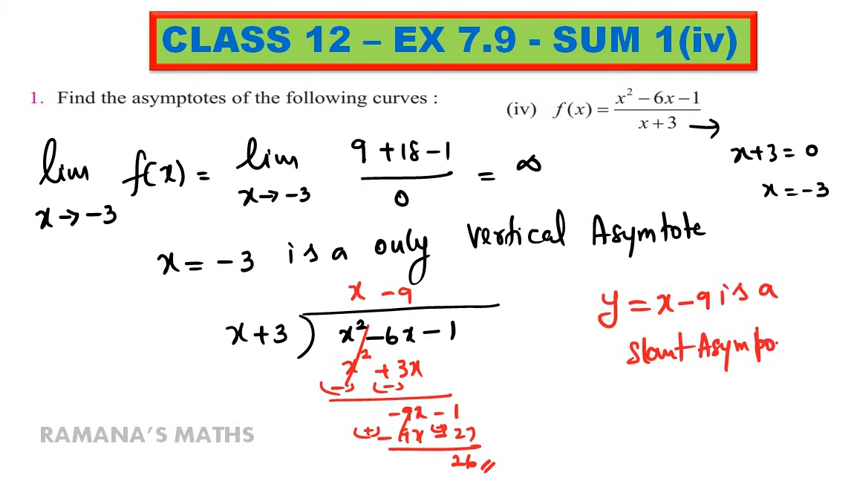 CLASS 12 – EX 7.9 - SUM 1(iv)
1. Find the asymptotes of the following curves :
(iv) f(x) = (x² − 6x − 1)/(x + 3) →
x+3 = 0
x = −3
lim x→−3 f(x) = lim x→−3 (9 + 18 − 1)/0 = ∞
x = −3 is a only vertical Asymptote
x − 9
x+3 ) x² − 6x − 1
x² + 3x
(−) (−)
−9x − 1
(+) − 9x (+)− 27
26 〃
y = x − 9 is a
slant Asympo
RAMANA'S MATHS